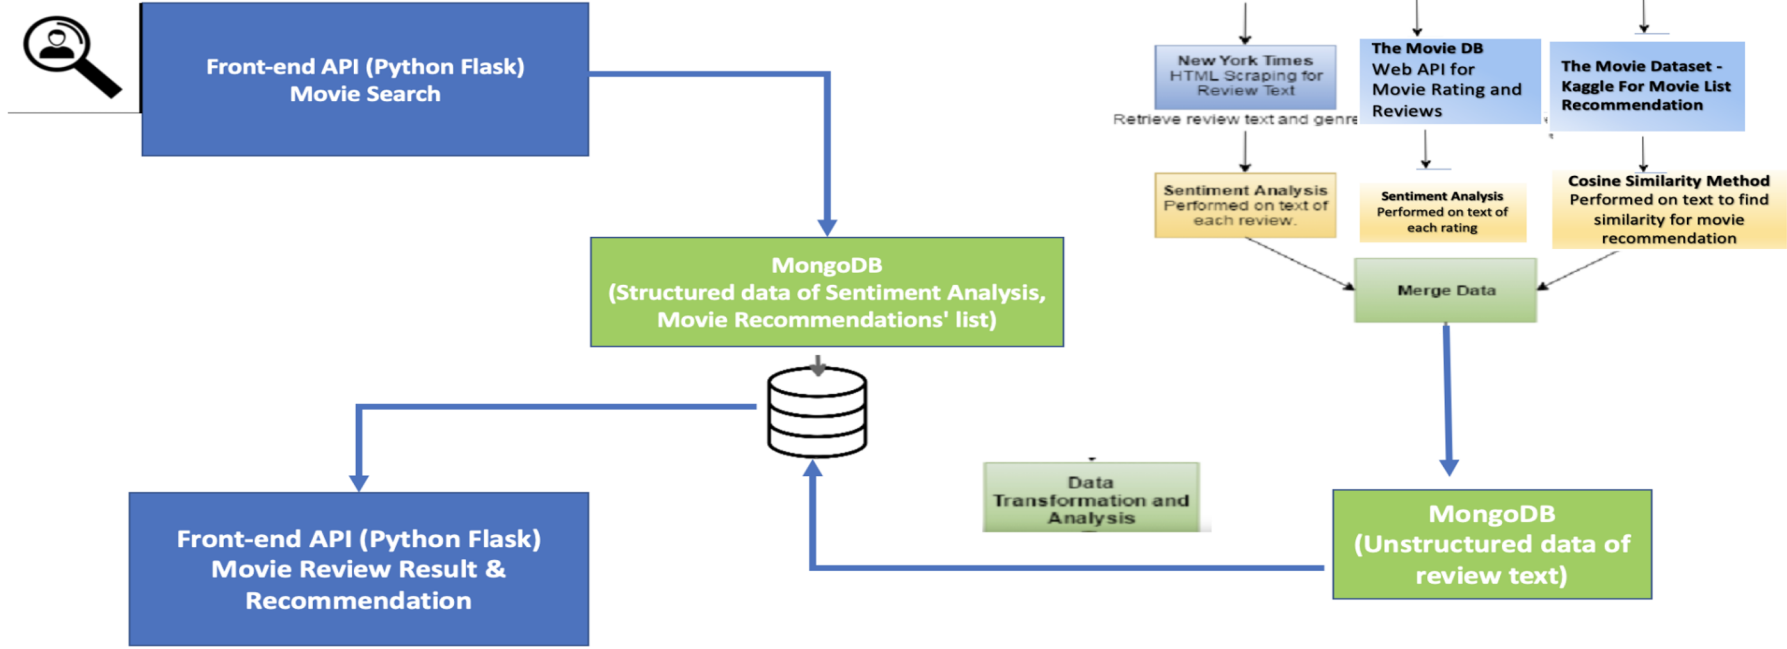 Front-end API (Python Flask)
Movie Search
New York Times
HTML Scraping for
Review Text
Retrieve review text and genre
The Movie DB
Web API for
Movie Rating and
Reviews
The Movie Dataset -
Kaggle For Movie List
Recommendation
Sentiment Analysis
Performed on text of
each review.
Sentiment Analysis
Performed on text of
each rating
Cosine Similarity Method
Performed on text to find
similarity for movie
recommendation
MongoDB
(Structured data of Sentiment Analysis,
Movie Recommendations' list)
Merge Data
Data
Transformation and
Analysis
MongoDB
(Unstructured data of
review text)
Front-end API (Python Flask)
Movie Review Result &
Recommendation